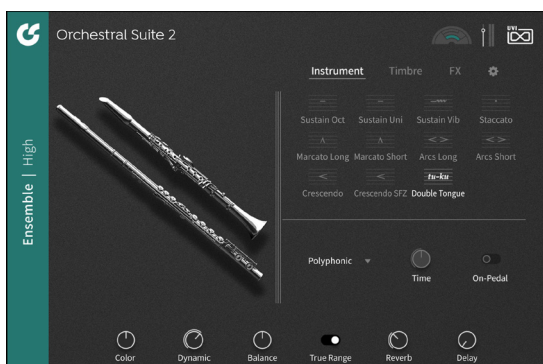 Orchestral Suite 2
UVI
Instrument Timbre FX
Sustain Oct Sustain Uni Sustain Vib Staccato
Marcato Long Marcato Short Arcs Long Arcs Short
tu-ku
Crescendo Crescendo SFZ Double Tongue
Ensemble | High
Polyphonic
Time On-Pedal
Color Dynamic Balance True Range Reverb Delay